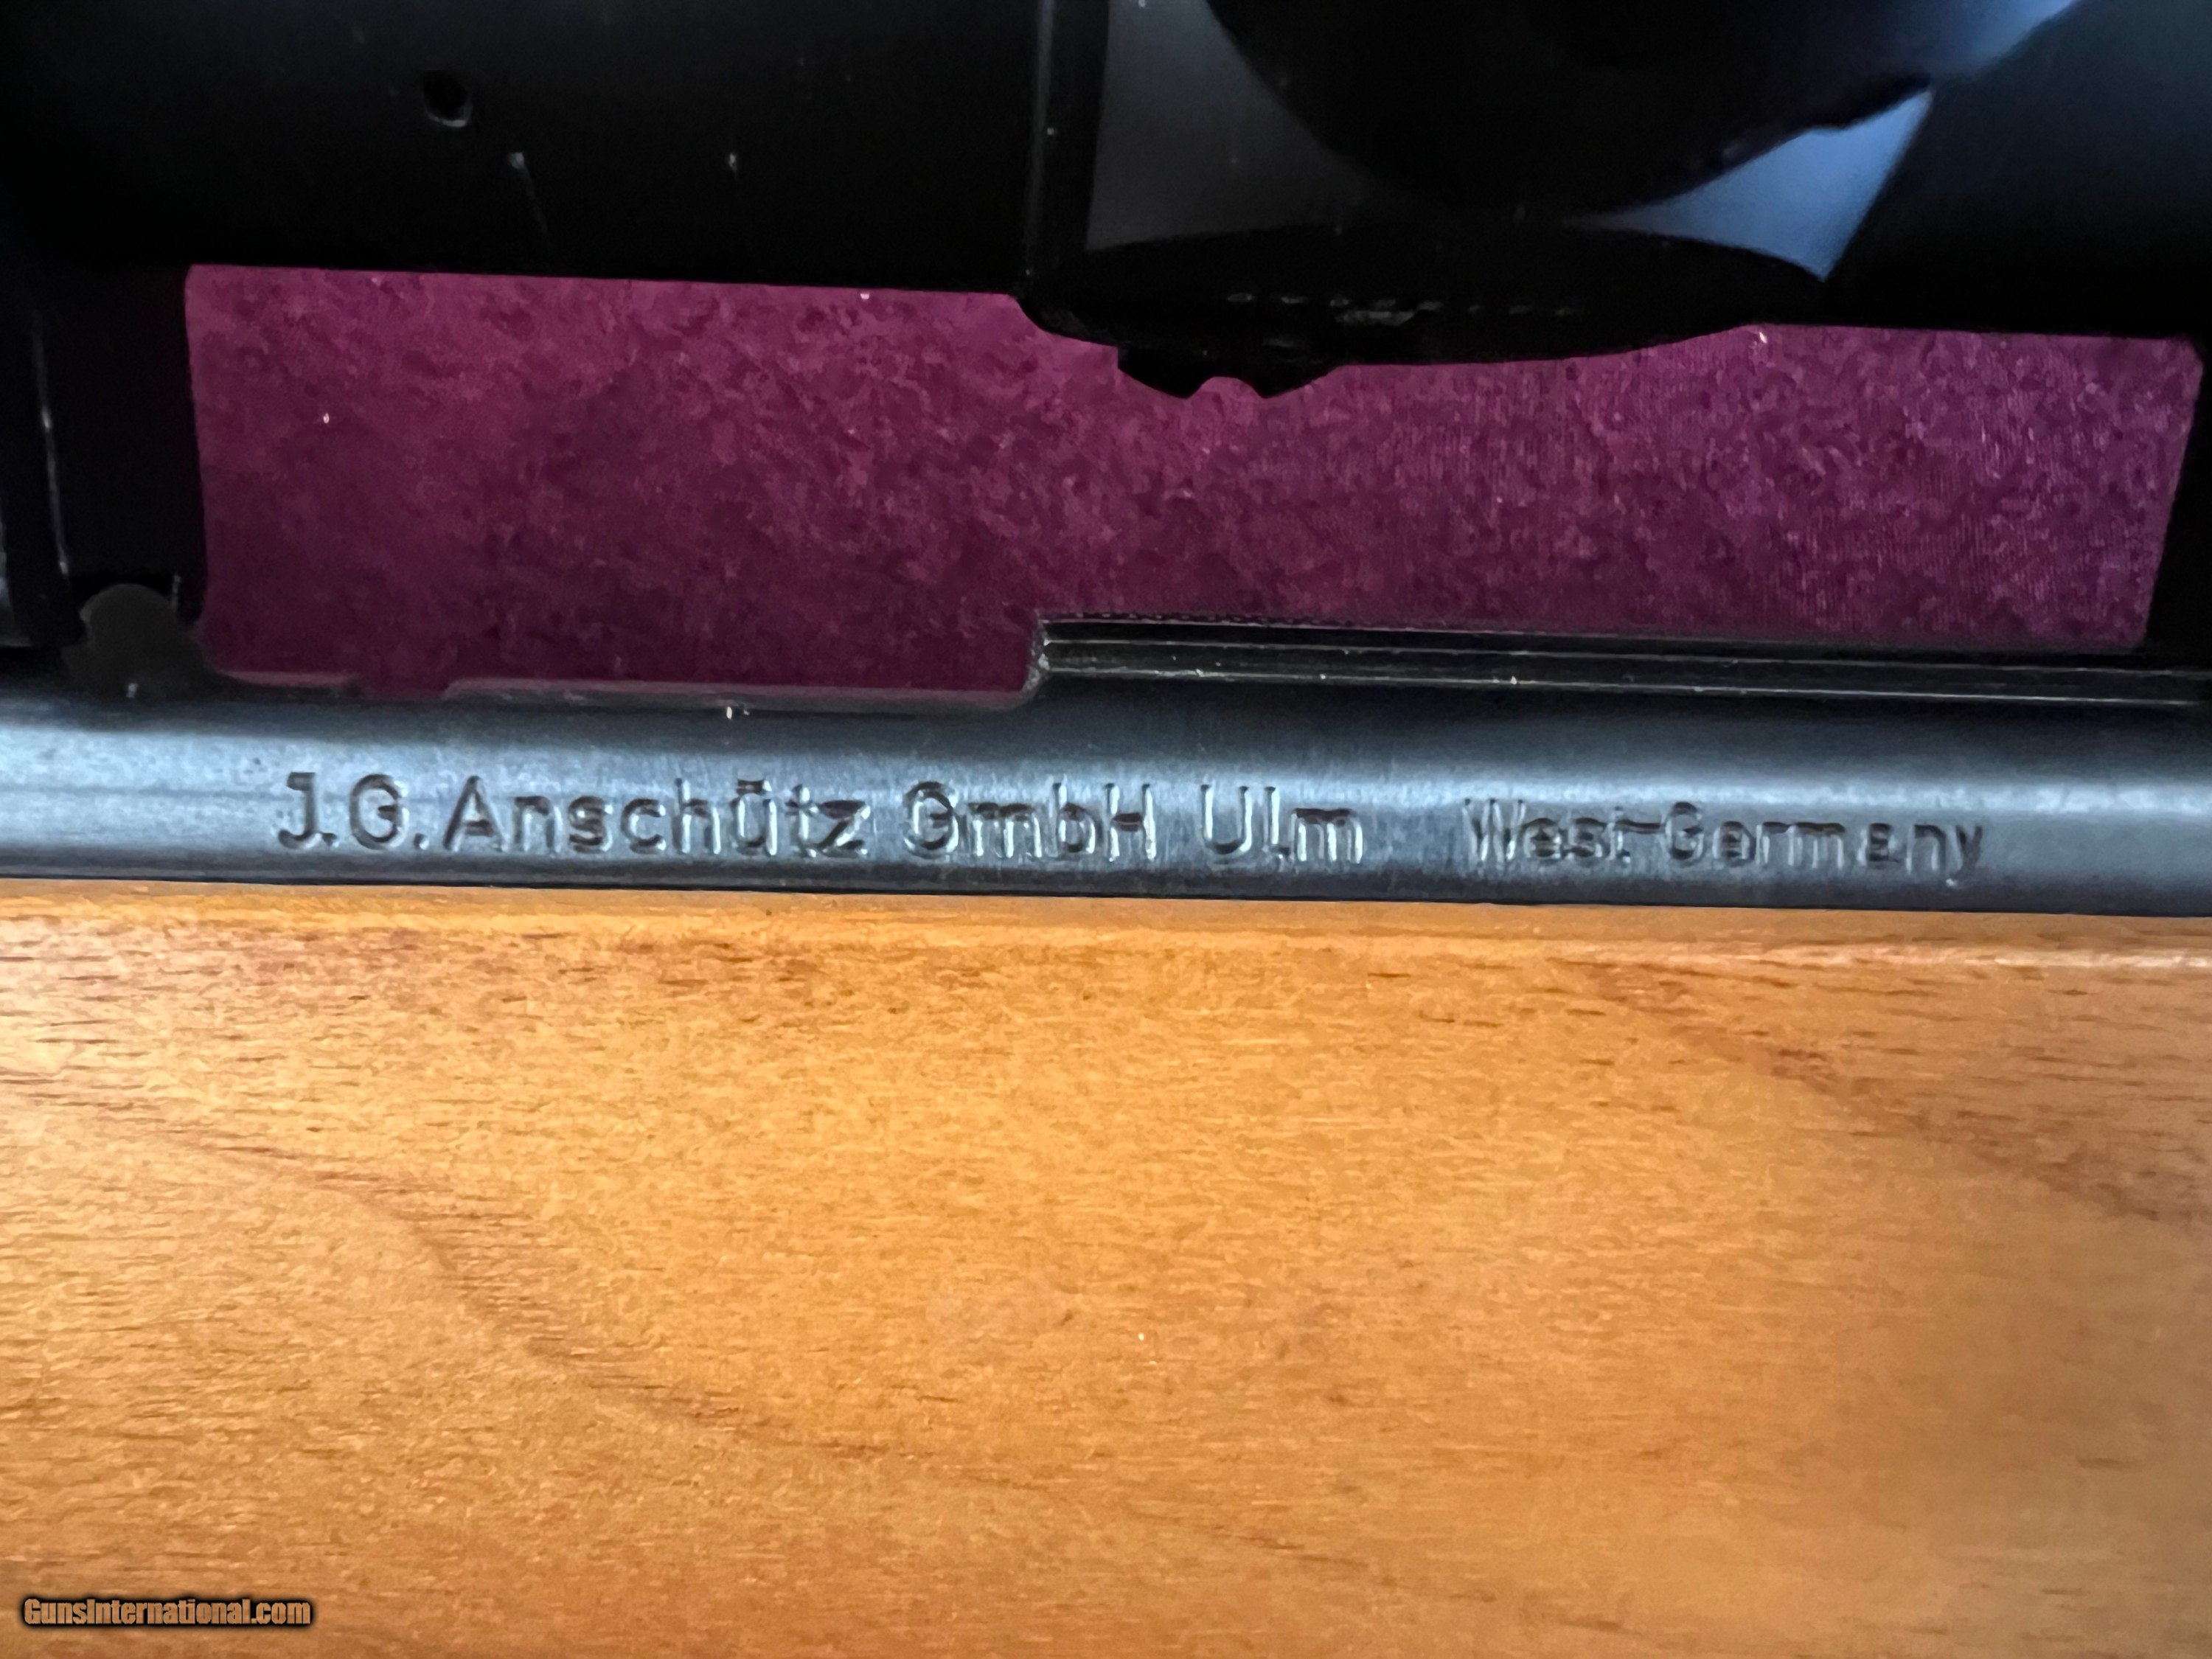 J.G.Anschütz GmbH Ulm West-Germany
GunsInternational.com